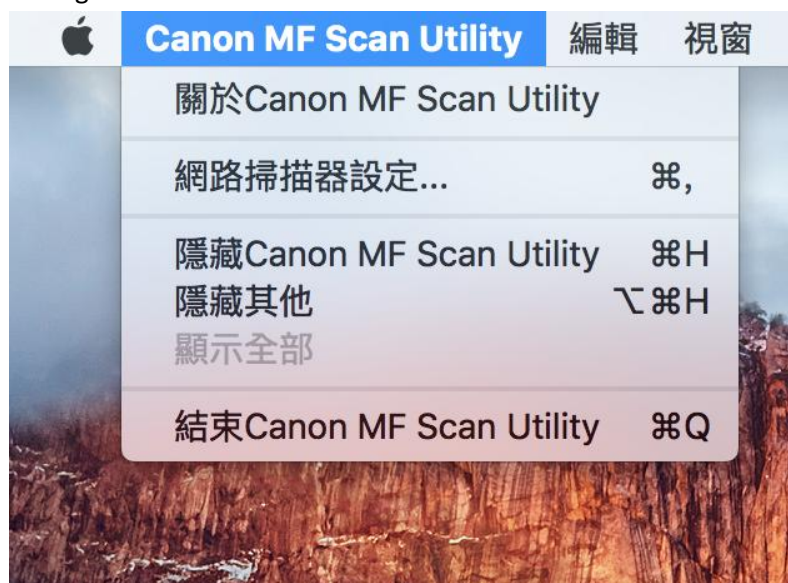 Canon MF Scan Utility 編輯 視窗
關於Canon MF Scan Utility
網路掃描器設定... ⌘,
隱藏Canon MF Scan Utility ⌘H
隱藏其他 ⌥⌘H
顯示全部
結束Canon MF Scan Utility ⌘Q